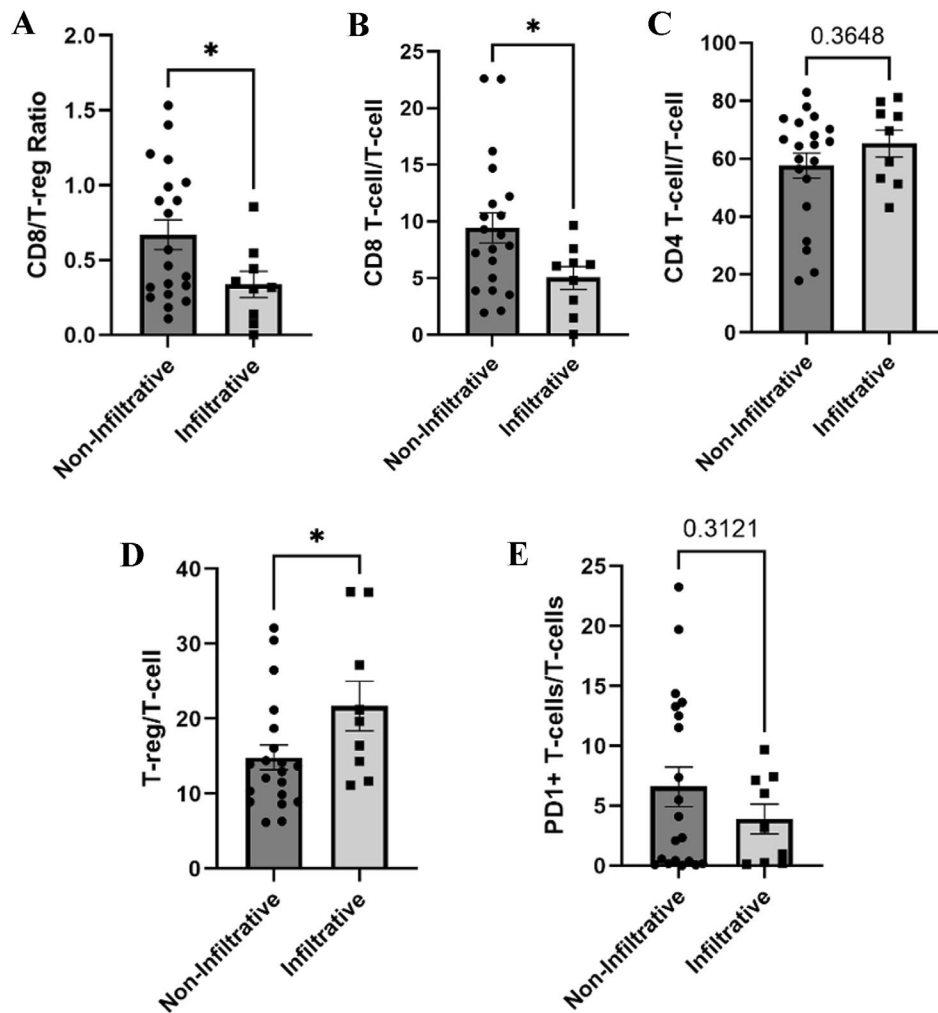 A
CD8/T-reg Ratio
2.0
1.5
1.0
0.5
0.0
*
Non-Infiltrative
Infiltrative
B
CD8 T-cell/T-cell
25
20
15
10
5
0
*
Non-Infiltrative
Infiltrative
C
CD4 T-cell/T-cell
100
80
60
40
20
0
0.3648
Non-Infiltrative
Infiltrative
D
T-reg/T-cell
40
30
20
10
0
*
Non-Infiltrative
Infiltrative
E
PD1+ T-cells/T-cells
25
20
15
10
5
0
0.3121
Non-Infiltrative
Infiltrative